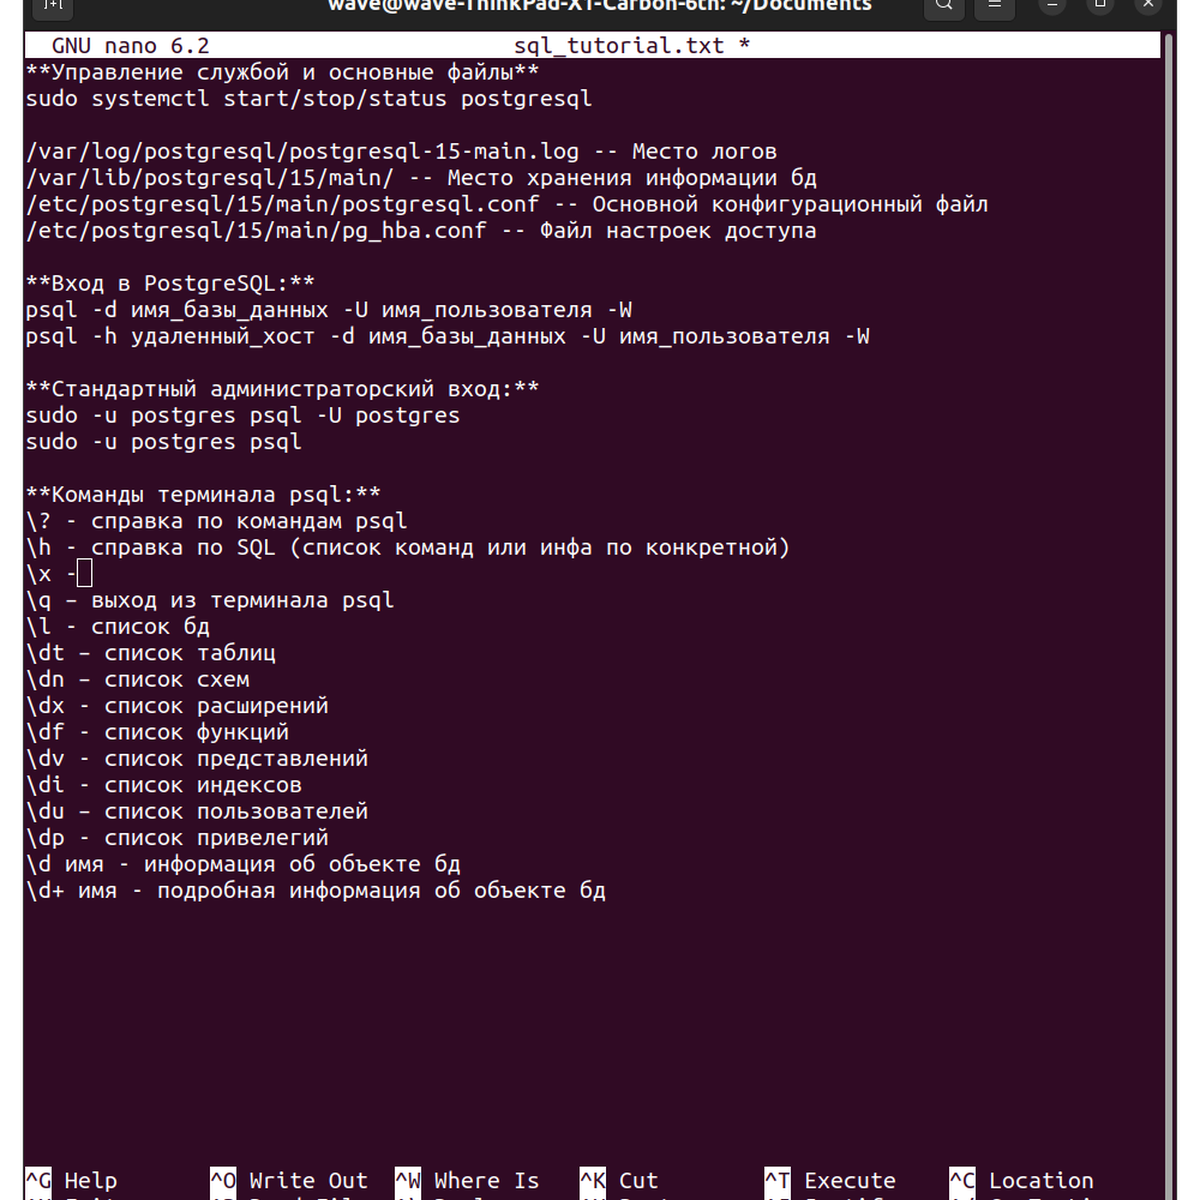 wave@wave-ThinkPad-X1-Carbon-6th: ~/Documents
GNU nano 6.2 sql_tutorial.txt *
**Управление службой и основные файлы**
sudo systemctl start/stop/status postgresql
/var/log/postgresql/postgresql-15-main.log -- Место логов
/var/lib/postgresql/15/main/ -- Место хранения информации бд
/etc/postgresql/15/main/postgresql.conf -- Основной конфигурационный файл
/etc/postgresql/15/main/pg_hba.conf -- Файл настроек доступа
**Вход в PostgreSQL:**
psql -d имя_базы_данных -U имя_пользователя -W
psql -h удаленный_хост -d имя_базы_данных -U имя_пользователя -W
**Стандартный администраторский вход:**
sudo -u postgres psql -U postgres
sudo -u postgres psql
**Команды терминала psql:**
\? - справка по командам psql
\h - справка по SQL (список команд или инфа по конкретной)
\x -
\q – выход из терминала psql
\l - список бд
\dt – список таблиц
\dn – список схем
\dx - список расширений
\df - список функций
\dv - список представлений
\di - список индексов
\du – список пользователей
\dp - список привелегий
\d имя - информация об объекте бд
\d+ имя - подробная информация об объекте бд
^G Help ^O Write Out ^W Where Is ^K Cut ^T Execute ^C Location